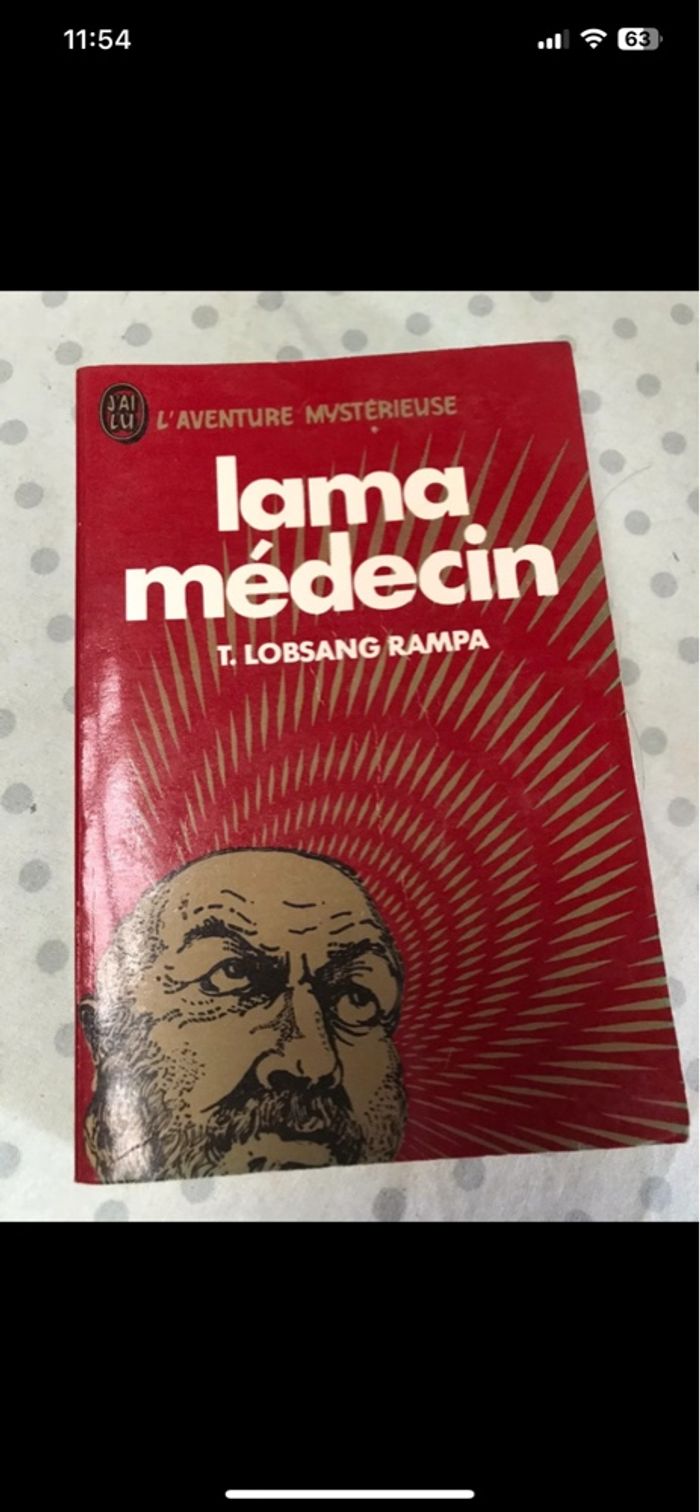 11:54
63
J'AI
LU
L'AVENTURE MYSTÉRIEUSE
lama
médecin
T. LOBSANG RAMPA